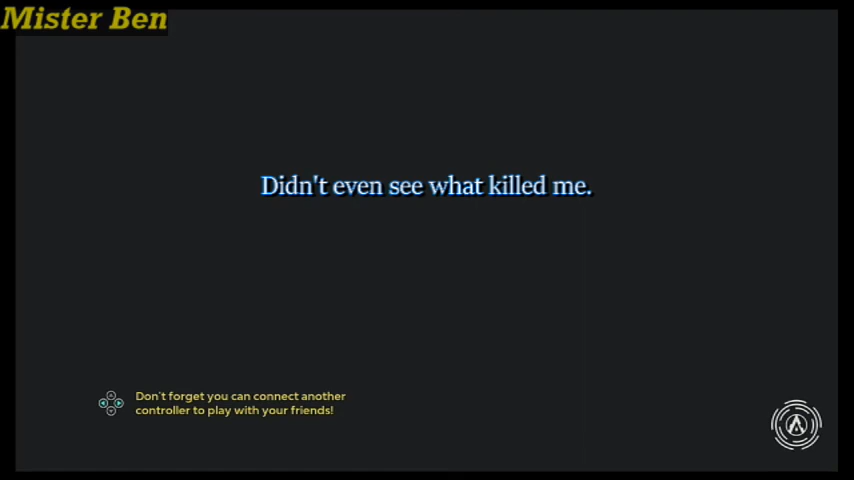 Mister Ben
Didn't even see what killed me.
Don't forget you can connect another
controller to play with your friends!